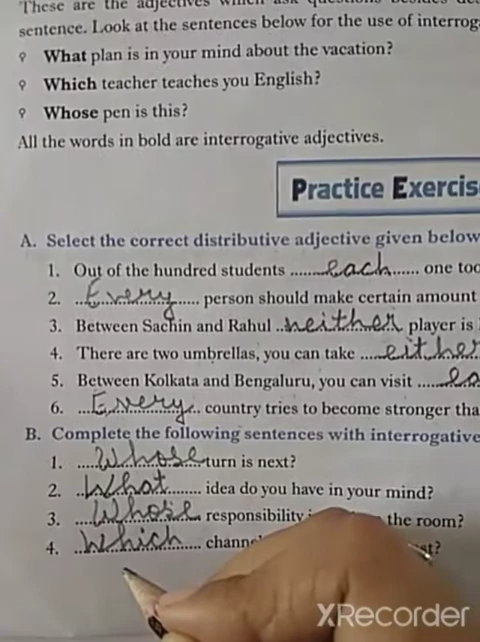 These are the adjectives which ask questions besides de
sentence. Look at the sentences below for the use of interrog
What plan is in your mind about the vacation?
Which teacher teaches you English?
Whose pen is this?
All the words in bold are interrogative adjectives.
Practice Exercis
A. Select the correct distributive adjective given below
1. Out of the hundred students ........each...... one too
2. ...Every...... person should make certain amount
3. Between Sachin and Rahul ..neither player is
4. There are two umbrellas, you can take ....either
5. Between Kolkata and Bengaluru, you can visit ......ea
6. ...Every... country tries to become stronger tha
B. Complete the following sentences with interrogative
1. ....Whose turn is next?
2. ..What....... idea do you have in your mind?
3. ...Whose responsibility i the room?
4. ..Which..... chann st?
XRecorder